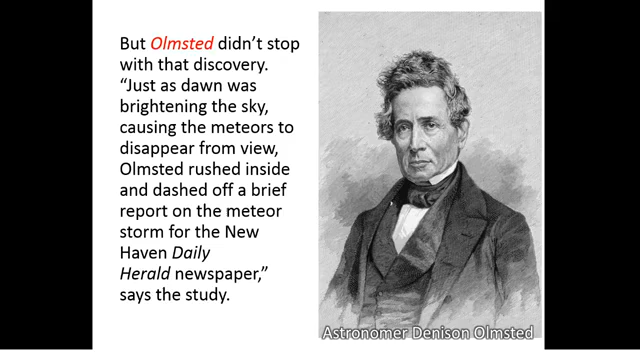 But Olmsted didn’t stop
with that discovery.
“Just as dawn was
brightening the sky,
causing the meteors to
disappear from view,
Olmsted rushed inside
and dashed off a brief
report on the meteor
storm for the New
Haven Daily
Herald newspaper,”
says the study.
Astronomer Denison Olmsted